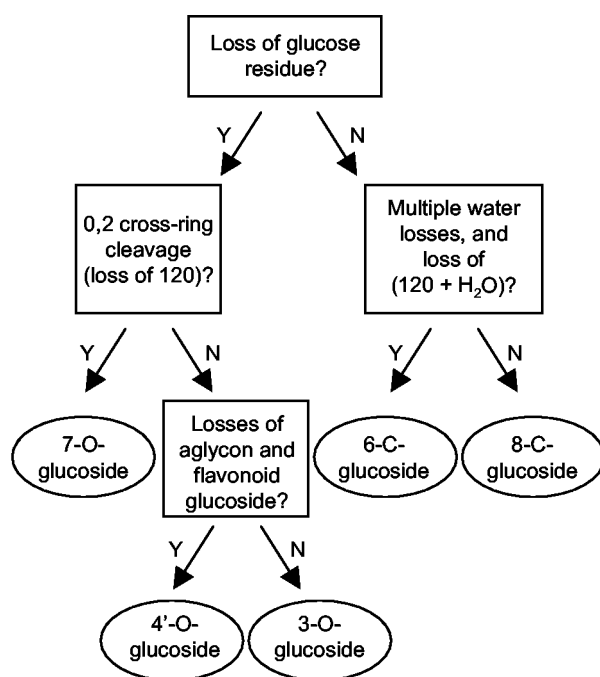 Loss of glucose
residue?
Y
N
0,2 cross-ring
cleavage
(loss of 120)?
Multiple water
losses, and
loss of
(120 + H₂O)?
Y
N
Y
N
7-O-
glucoside
Losses of
aglycon and
flavonoid
glucoside?
6-C-
glucoside
8-C-
glucoside
Y
N
4'-O-
glucoside
3-O-
glucoside